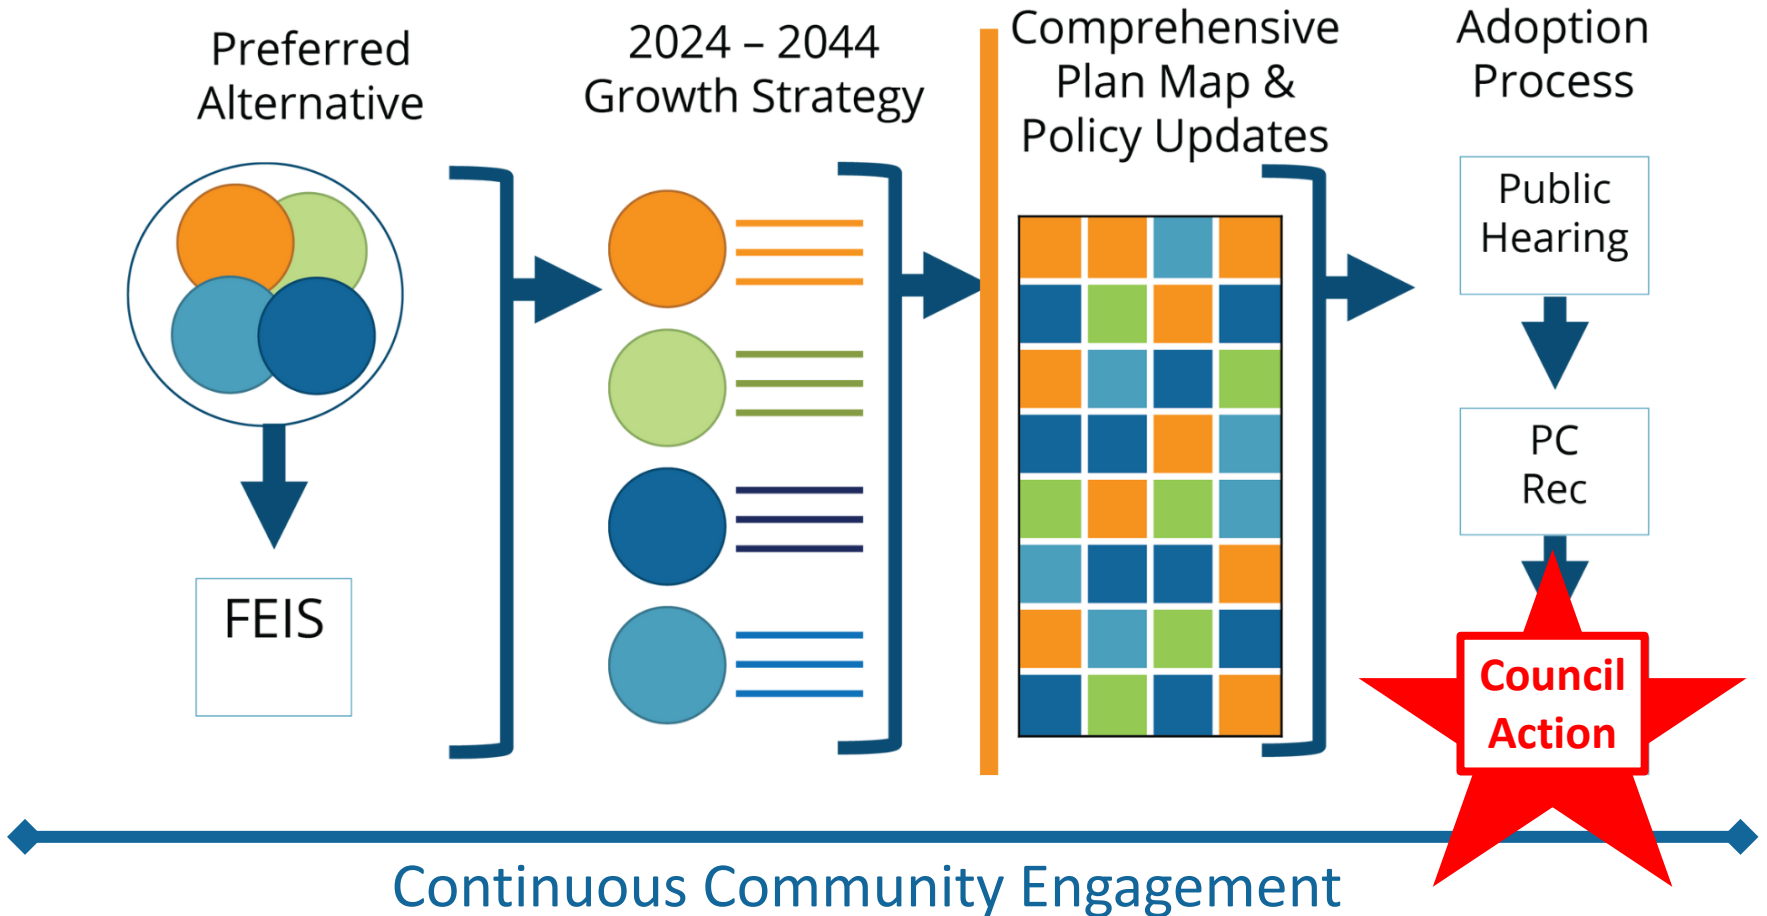 Preferred
Alternative
FEIS
2024 – 2044
Growth Strategy
Comprehensive
Plan Map &
Policy Updates
Adoption
Process
Public
Hearing
PC
Rec
Council
Action
Continuous Community Engagement